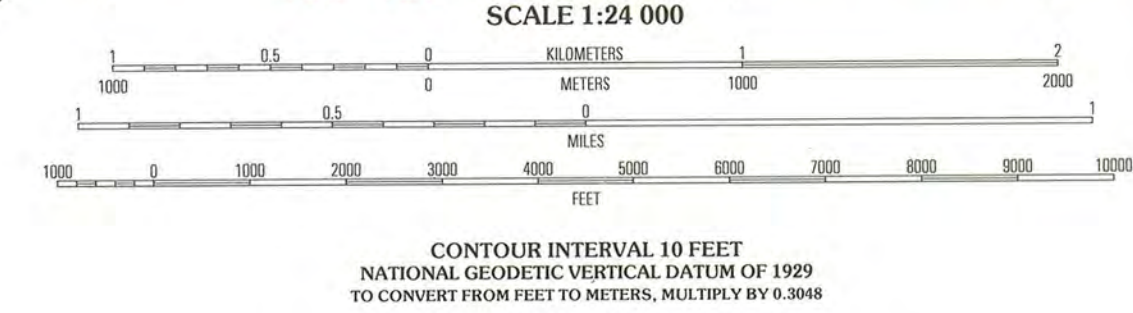 SCALE 1:24 000
1 0.5 0 KILOMETERS 1 2
1000 0 METERS 1000 2000
1 0.5 0 1
MILES
1000 0 1000 2000 3000 4000 5000 6000 7000 8000 9000 10000
FEET
CONTOUR INTERVAL 10 FEET
NATIONAL GEODETIC VERTICAL DATUM OF 1929
TO CONVERT FROM FEET TO METERS, MULTIPLY BY 0.3048